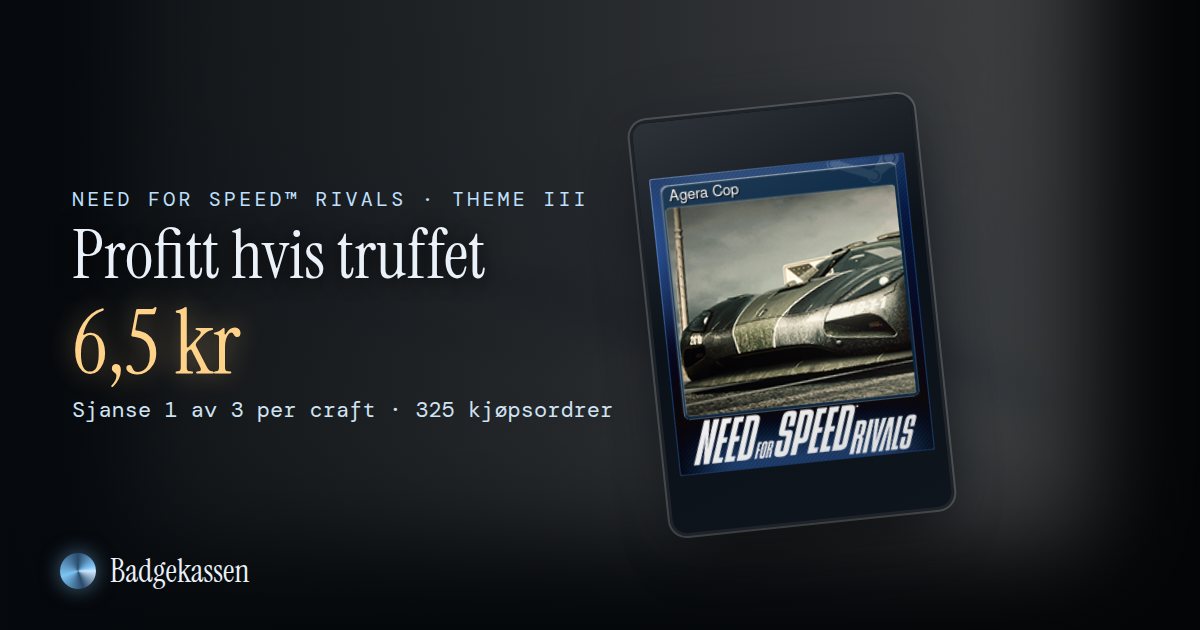 NEED FOR SPEED™ RIVALS · THEME III
Profitt hvis truffet
6,5 kr
Sjanse 1 av 3 per craft · 325 kjøpsordrer
Agera Cop
NEED FOR SPEED RIVALS
Badgekassen